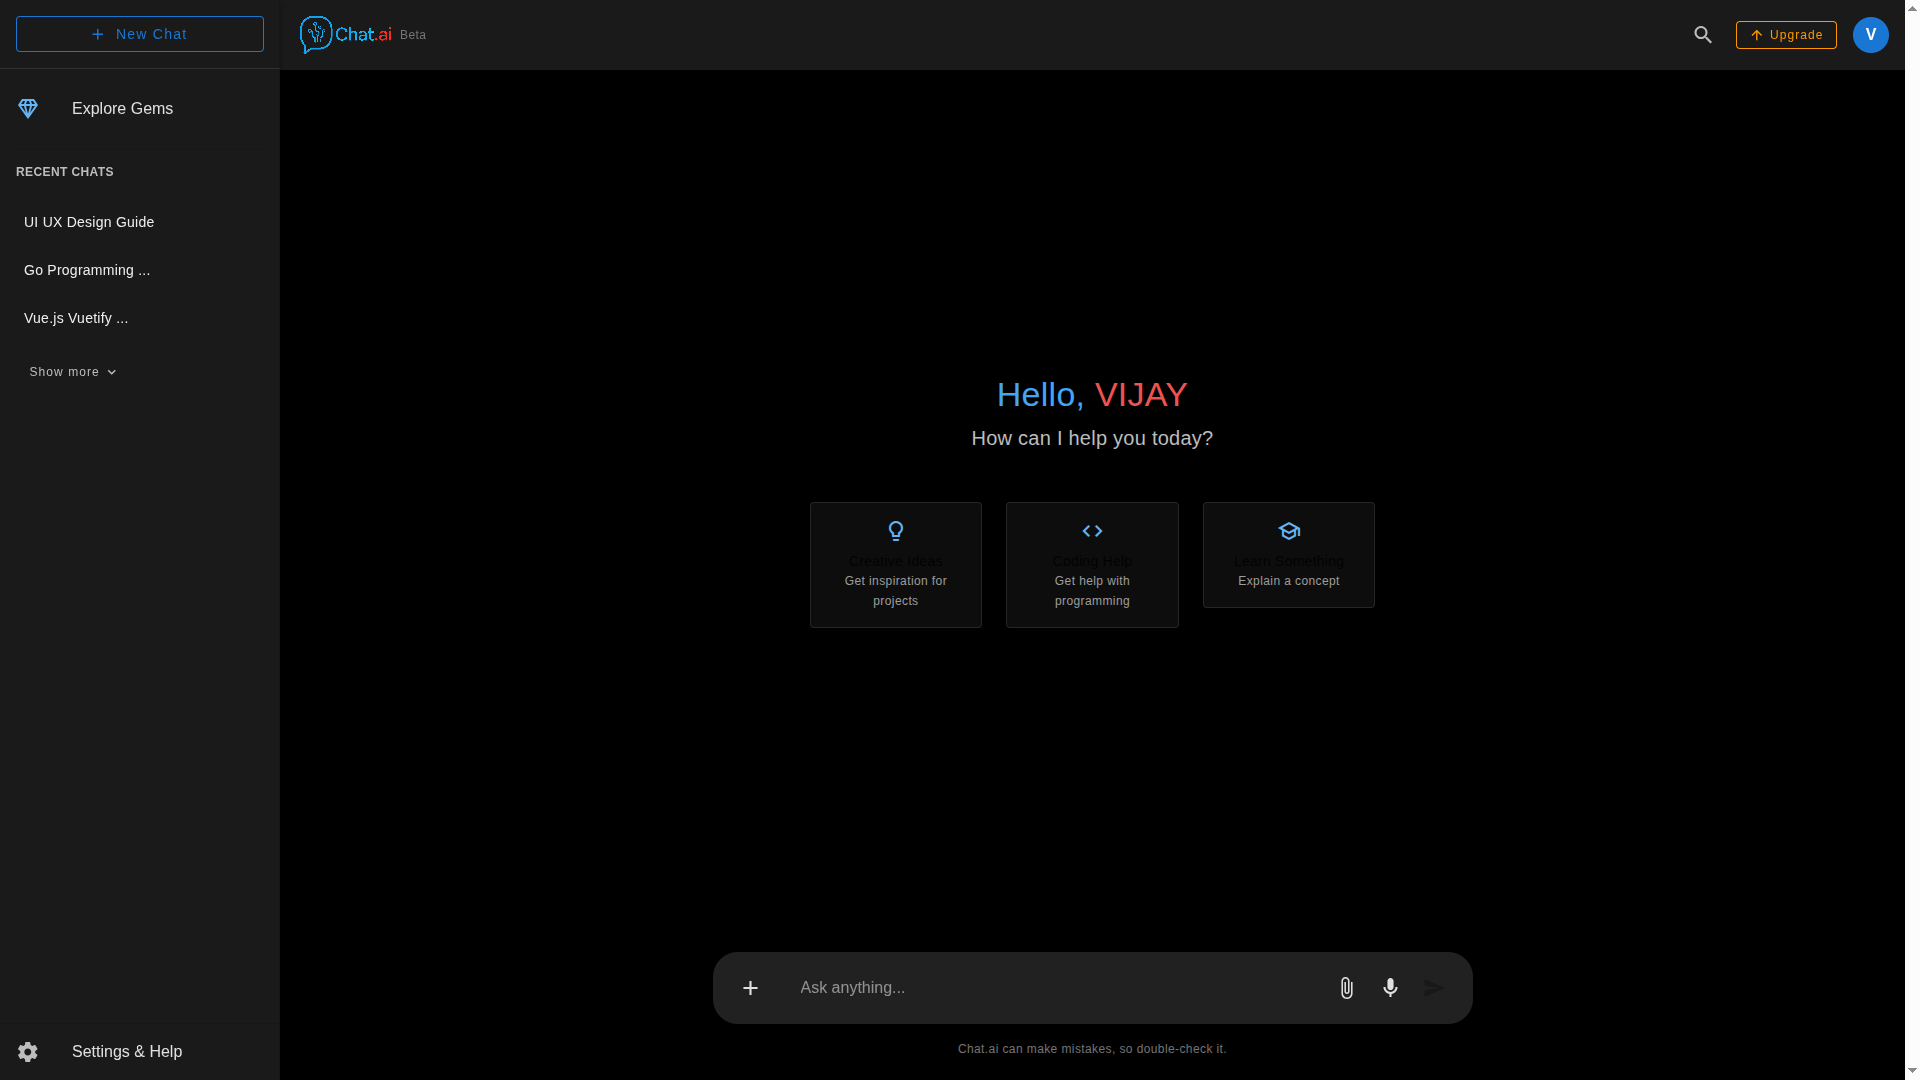 New Chat
Chat.ai Beta
Upgrade
V
Explore Gems
RECENT CHATS
UI UX Design Guide
Go Programming ...
Vue.js Vuetify ...
Show more
Hello, VIJAY
How can I help you today?
Creative Ideas
Get inspiration for
projects
Coding Help
Get help with
programming
Learn Something
Explain a concept
Ask anything...
Settings & Help
Chat.ai can make mistakes, so double-check it.